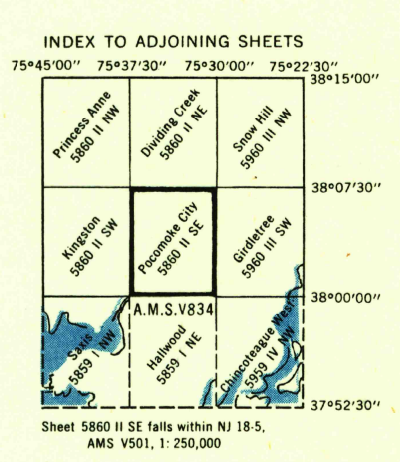 INDEX TO ADJOINING SHEETS
75°45'00" 75°37'30" 75°30'00" 75°22'30"
38°15'00"
Princess Anne
5860 II NW
Dividing Creek
5860 II NE
Snow Hill
5960 III NW
38°07'30"
Kingston
5860 II SW
Pocomoke City
5860 II SE
Girdletree
5960 III SW
38°00'00"
A.M.S.V834
Saxis
5859 I NW
Hallwood
5859 I NE
Chincoteague West
5959 IV NW
37°52'30"
Sheet 5860 II SE falls within NJ 18-5,
AMS V501, 1: 250,000